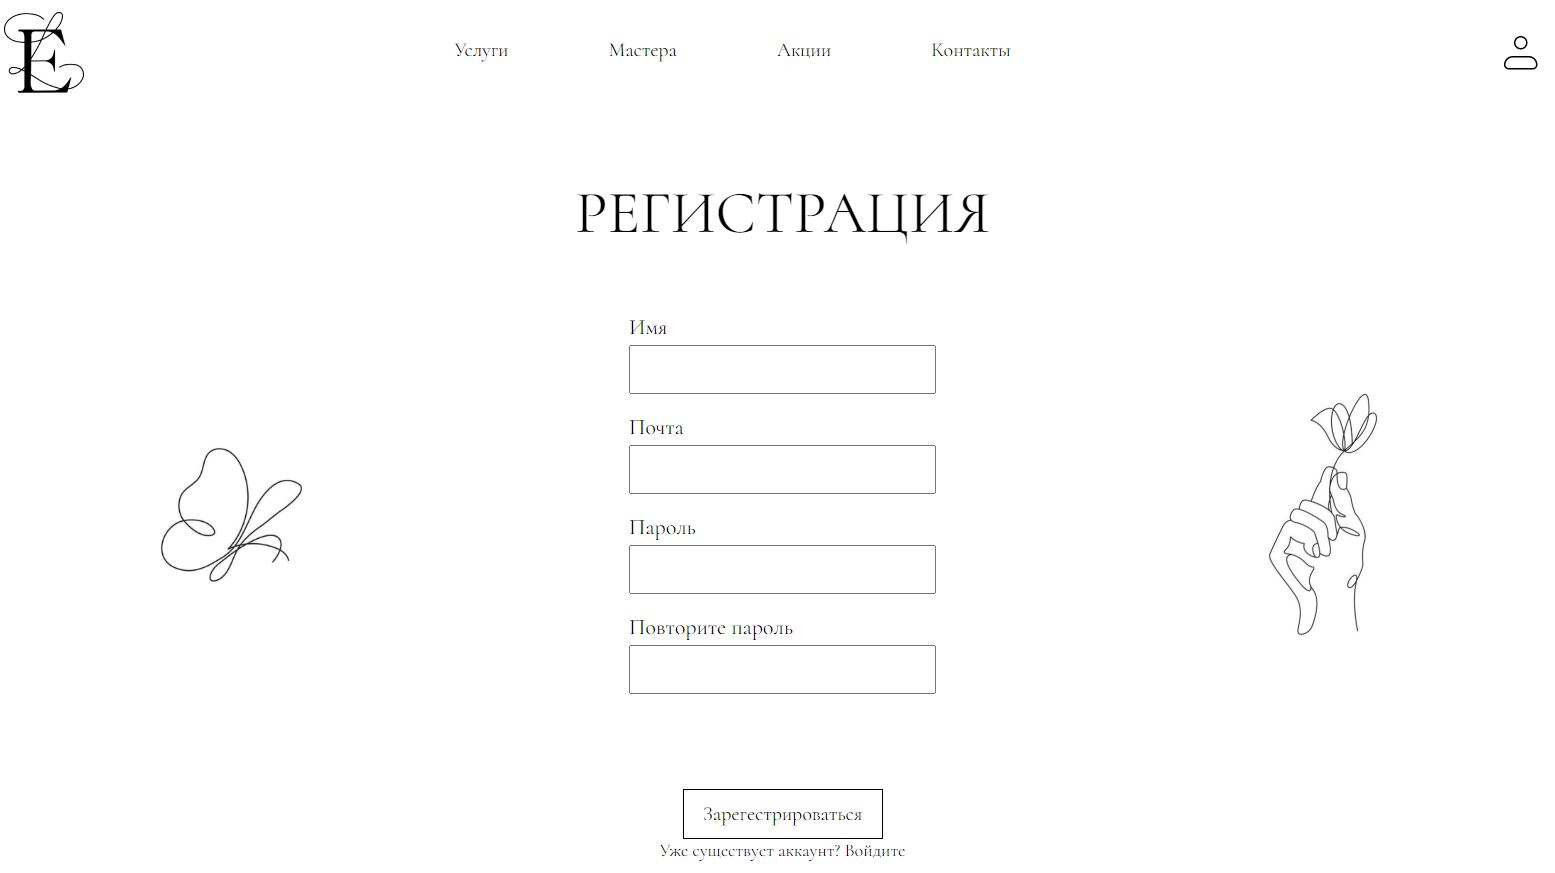 E
Услуги Мастера Акции Контакты
РЕГИСТРАЦИЯ
Имя
Почта
Пароль
Повторите пароль
Зарегестрироваться
Уже существует аккаунт? Войдите